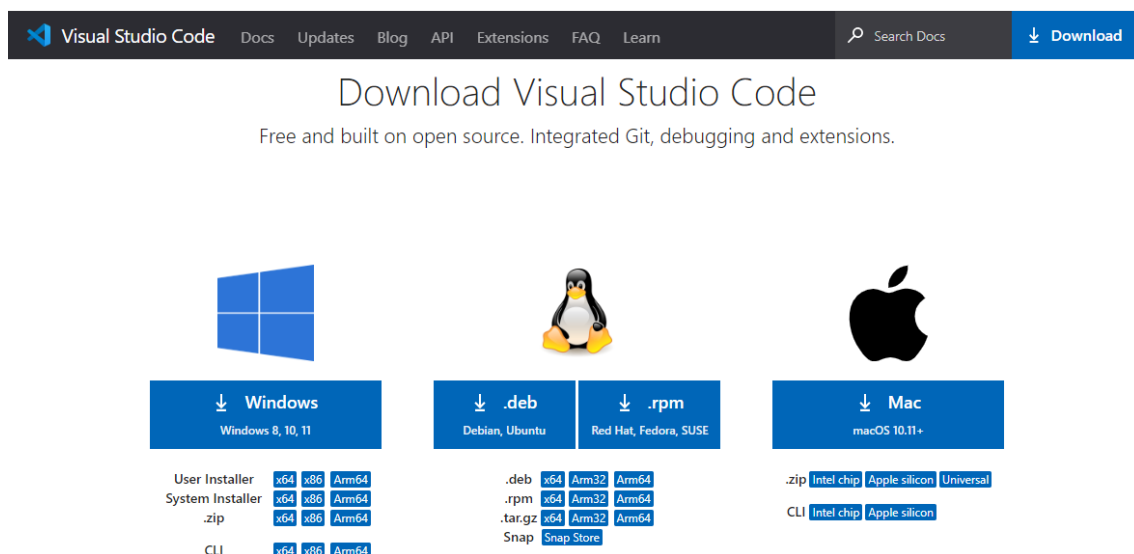 Visual Studio Code Docs Updates Blog API Extensions FAQ Learn Search Docs Download
Download Visual Studio Code
Free and built on open source. Integrated Git, debugging and extensions.
Windows
Windows 8, 10, 11
User Installer x64 x86 Arm64
System Installer x64 x86 Arm64
.zip x64 x86 Arm64
CLI x64 x86 Arm64
.deb
Debian, Ubuntu
.rpm
Red Hat, Fedora, SUSE
.deb x64 Arm32 Arm64
.rpm x64 Arm32 Arm64
.tar.gz x64 Arm32 Arm64
Snap Snap Store
Mac
macOS 10.11+
.zip Intel chip Apple silicon Universal
CLI Intel chip Apple silicon